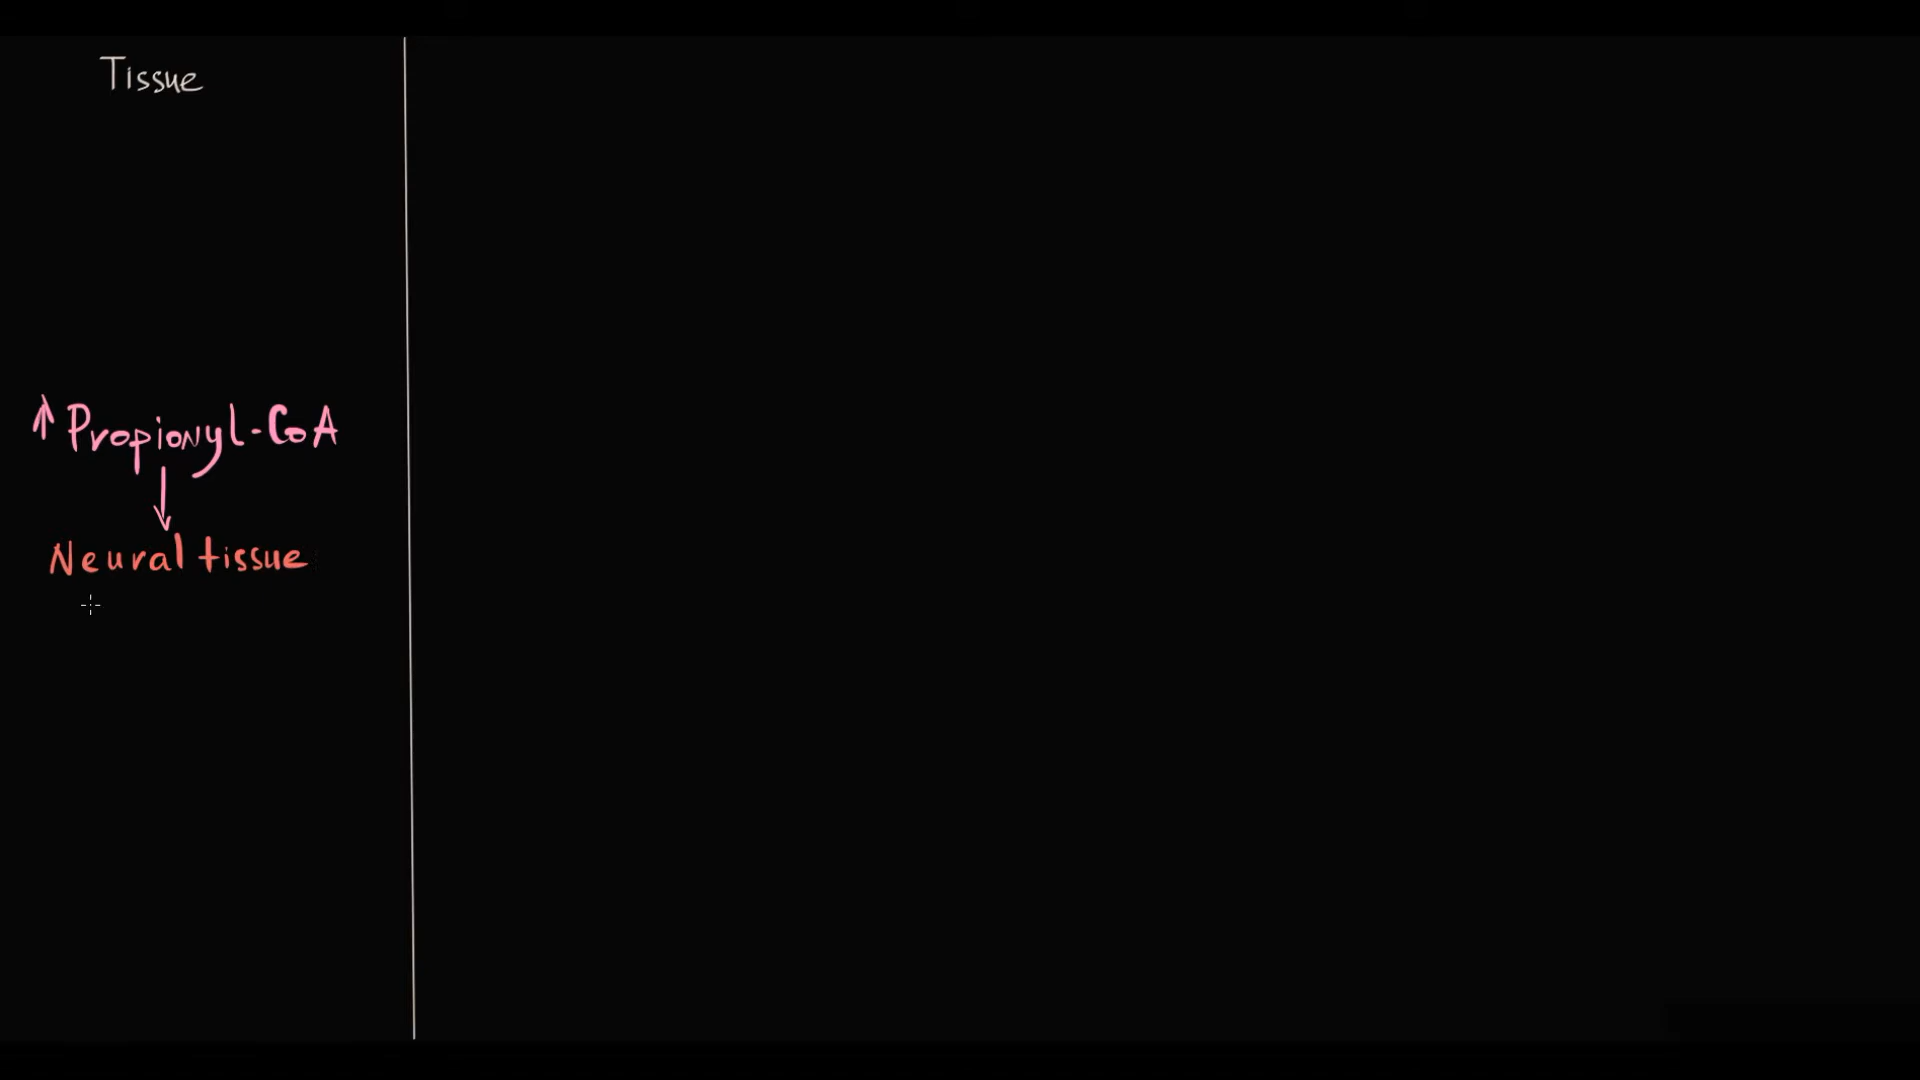 Tissue
↑ Propionyl-CoA
↓
Neural tissue